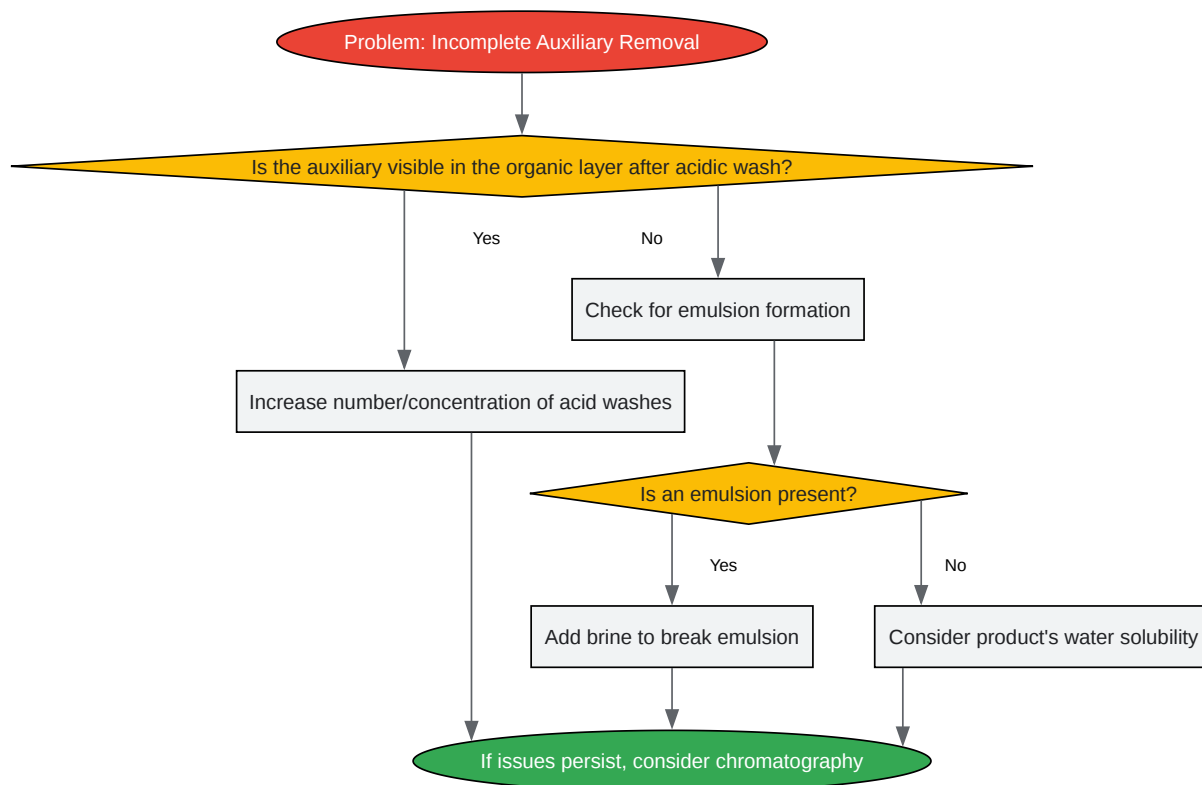 Problem: Incomplete Auxiliary Removal
Is the auxiliary visible in the organic layer after acidic wash?
Yes
No
Check for emulsion formation
Increase number/concentration of acid washes
Is an emulsion present?
Yes
No
Add brine to break emulsion
Consider product's water solubility
If issues persist, consider chromatography